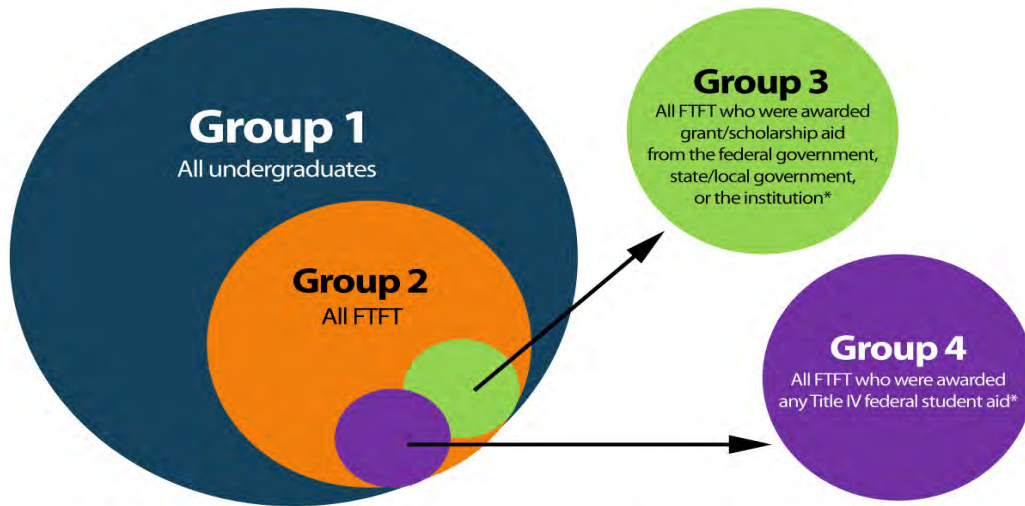 Group 1
All undergraduates
Group 2
All FTFT
Group 3
All FTFT who were awarded
grant/scholarship aid
from the federal government,
state/local government,
or the institution*
Group 4
All FTFT who were awarded
any Title IV federal student aid*